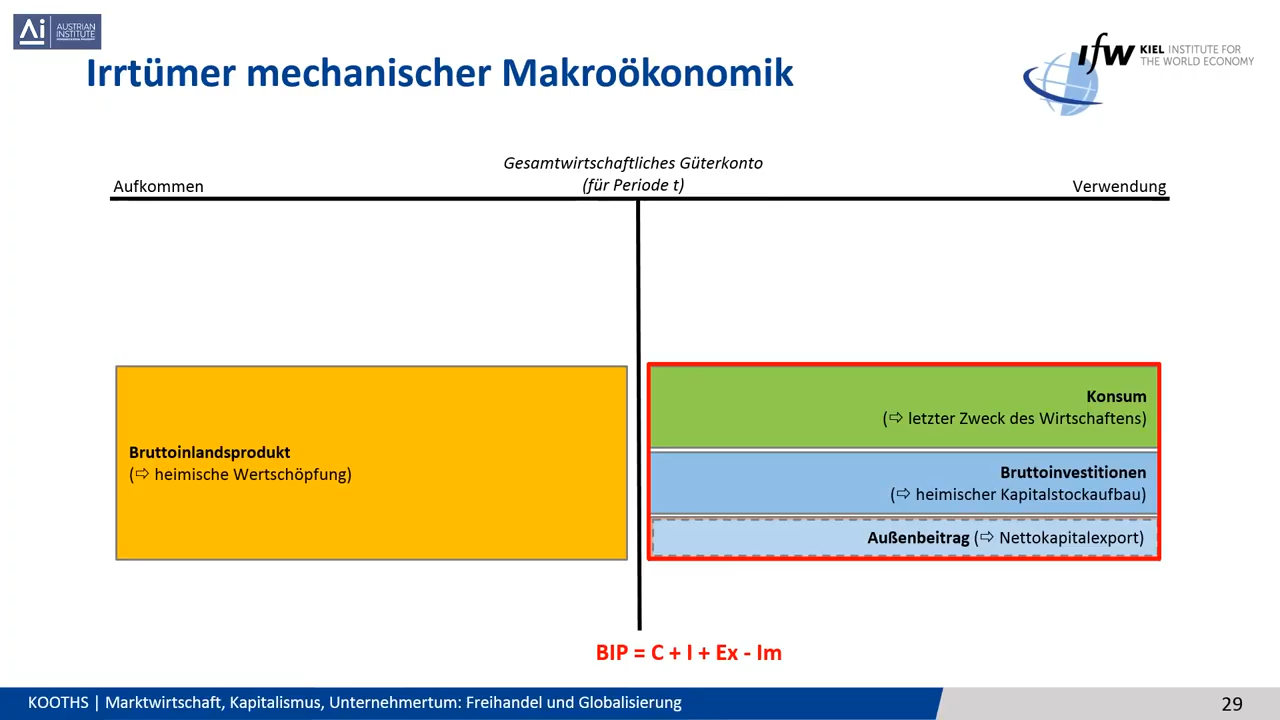 Ai
AUSTRIAN
INSTITUTE
Irrtümer mechanischer Makroökonomik
IfW KIEL INSTITUTE FOR
THE WORLD ECONOMY
Gesamtwirtschaftliches Güterkonto
(für Periode t)
Aufkommen
Verwendung
Bruttoinlandsprodukt
(⇨ heimische Wertschöpfung)
Konsum
(⇨ letzter Zweck des Wirtschaftens)
Bruttoinvestitionen
(⇨ heimischer Kapitalstockaufbau)
Außenbeitrag (⇨ Nettokapitalexport)
BIP = C + I + Ex - Im
KOOTHS | Marktwirtschaft, Kapitalismus, Unternehmertum: Freihandel und Globalisierung
29